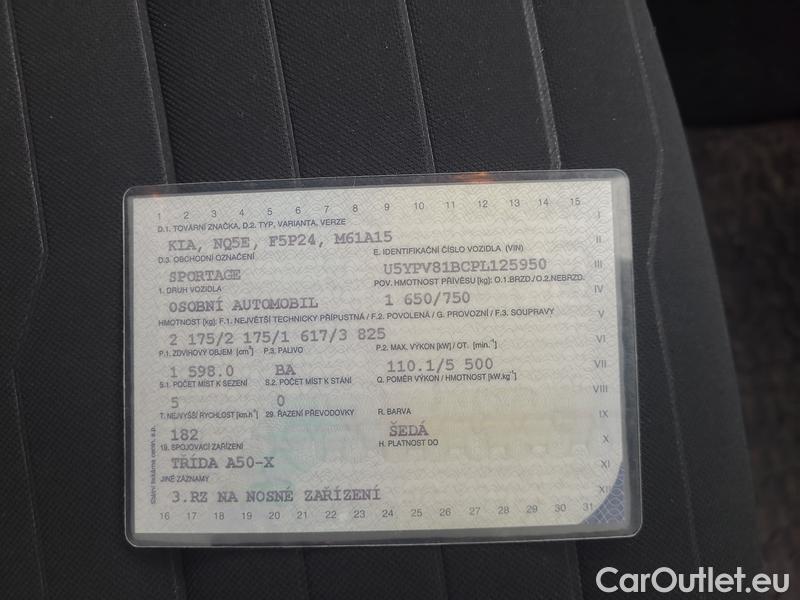 1 2 3 4 5 6 7 8 9 10 11 12 13 14 15 I
D.1. TOVÁRNÍ ZNAČKA, D.2. TYP, VARIANTA, VERZE
KIA, NQ5E, F5P24, M61A15 II
D.3. OBCHODNÍ OZNAČENÍ E. IDENTIFIKAČNÍ ČÍSLO VOZIDLA (VIN)
SPORTAGE U5YPV81BCPL125950 III
1. DRUH VOZIDLA POV. HMOTNOST PŘÍVĚSU [kg]: O.1.BRZD./O.2.NEBRZD.
OSOBNÍ AUTOMOBIL 1 650/750 IV
HMOTNOST [kg]: F.1. NEJVĚTŠÍ TECHNICKY PŘÍPUSTNÁ / F.2. POVOLENÁ / G. PROVOZNÍ / F.3. SOUPRAVY V
2 175/2 175/1 617/3 825
P.1. ZDVIHOVÝ OBJEM [cm³] P.3. PALIVO P.2. MAX. VÝKON [kW] / OT. [min.⁻¹] VI
1 598.0 BA 110.1/5 500 VII
S.1. POČET MÍST K SEZENÍ S.2. POČET MÍST K STÁNÍ Q. POMĚR VÝKON / HMOTNOST [kW.kg⁻¹]
5 0 VIII
T. NEJVYŠŠÍ RYCHLOST [km.h⁻¹] 29. ŘAZENÍ PŘEVODOVKY R. BARVA IX
182 ŠEDÁ
19. SPOJOVACÍ ZAŘÍZENÍ H. PLATNOST DO X
TŘÍDA A50-X XI
JINÉ ZÁZNAMY
3.RZ NA NOSNÉ ZAŘÍZENÍ XII
16 17 18 19 20 21 22 23 24 25 26 27 28 29 30 31
Státní tiskárna cenin, s.p.
CarOutlet.eu